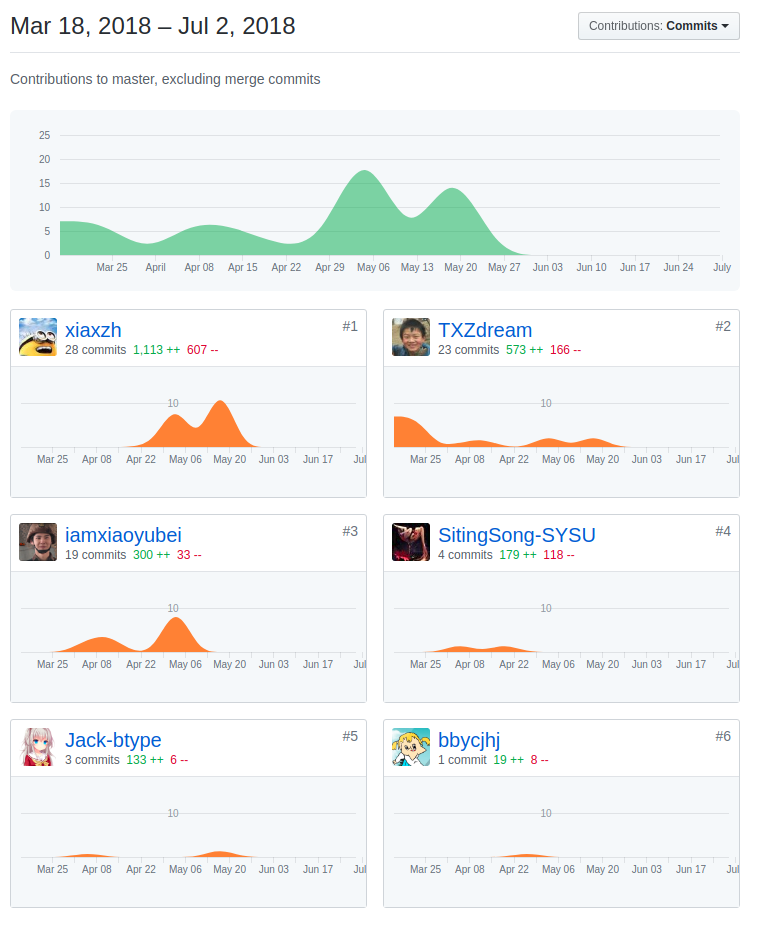 Mar 18, 2018 – Jul 2, 2018
Contributions: Commits
Contributions to master, excluding merge commits
25
20
15
10
5
0
Mar 25 April Apr 08 Apr 15 Apr 22 Apr 29 May 06 May 13 May 20 May 27 Jun 03 Jun 10 Jun 17 Jun 24 July
xiaxzh #1
28 commits 1,113 ++ 607 --
10
Mar 25 Apr 08 Apr 22 May 06 May 20 Jun 03 Jun 17 Jul
TXZdream #2
23 commits 573 ++ 166 --
10
Mar 25 Apr 08 Apr 22 May 06 May 20 Jun 03 Jun 17 Jul
iamxiaoyubei #3
19 commits 300 ++ 33 --
10
Mar 25 Apr 08 Apr 22 May 06 May 20 Jun 03 Jun 17 Jul
SitingSong-SYSU #4
4 commits 179 ++ 118 --
10
Mar 25 Apr 08 Apr 22 May 06 May 20 Jun 03 Jun 17 Jul
Jack-btype #5
3 commits 133 ++ 6 --
10
Mar 25 Apr 08 Apr 22 May 06 May 20 Jun 03 Jun 17 Jul
bbycjhj #6
1 commit 19 ++ 8 --
10
Mar 25 Apr 08 Apr 22 May 06 May 20 Jun 03 Jun 17 Jul